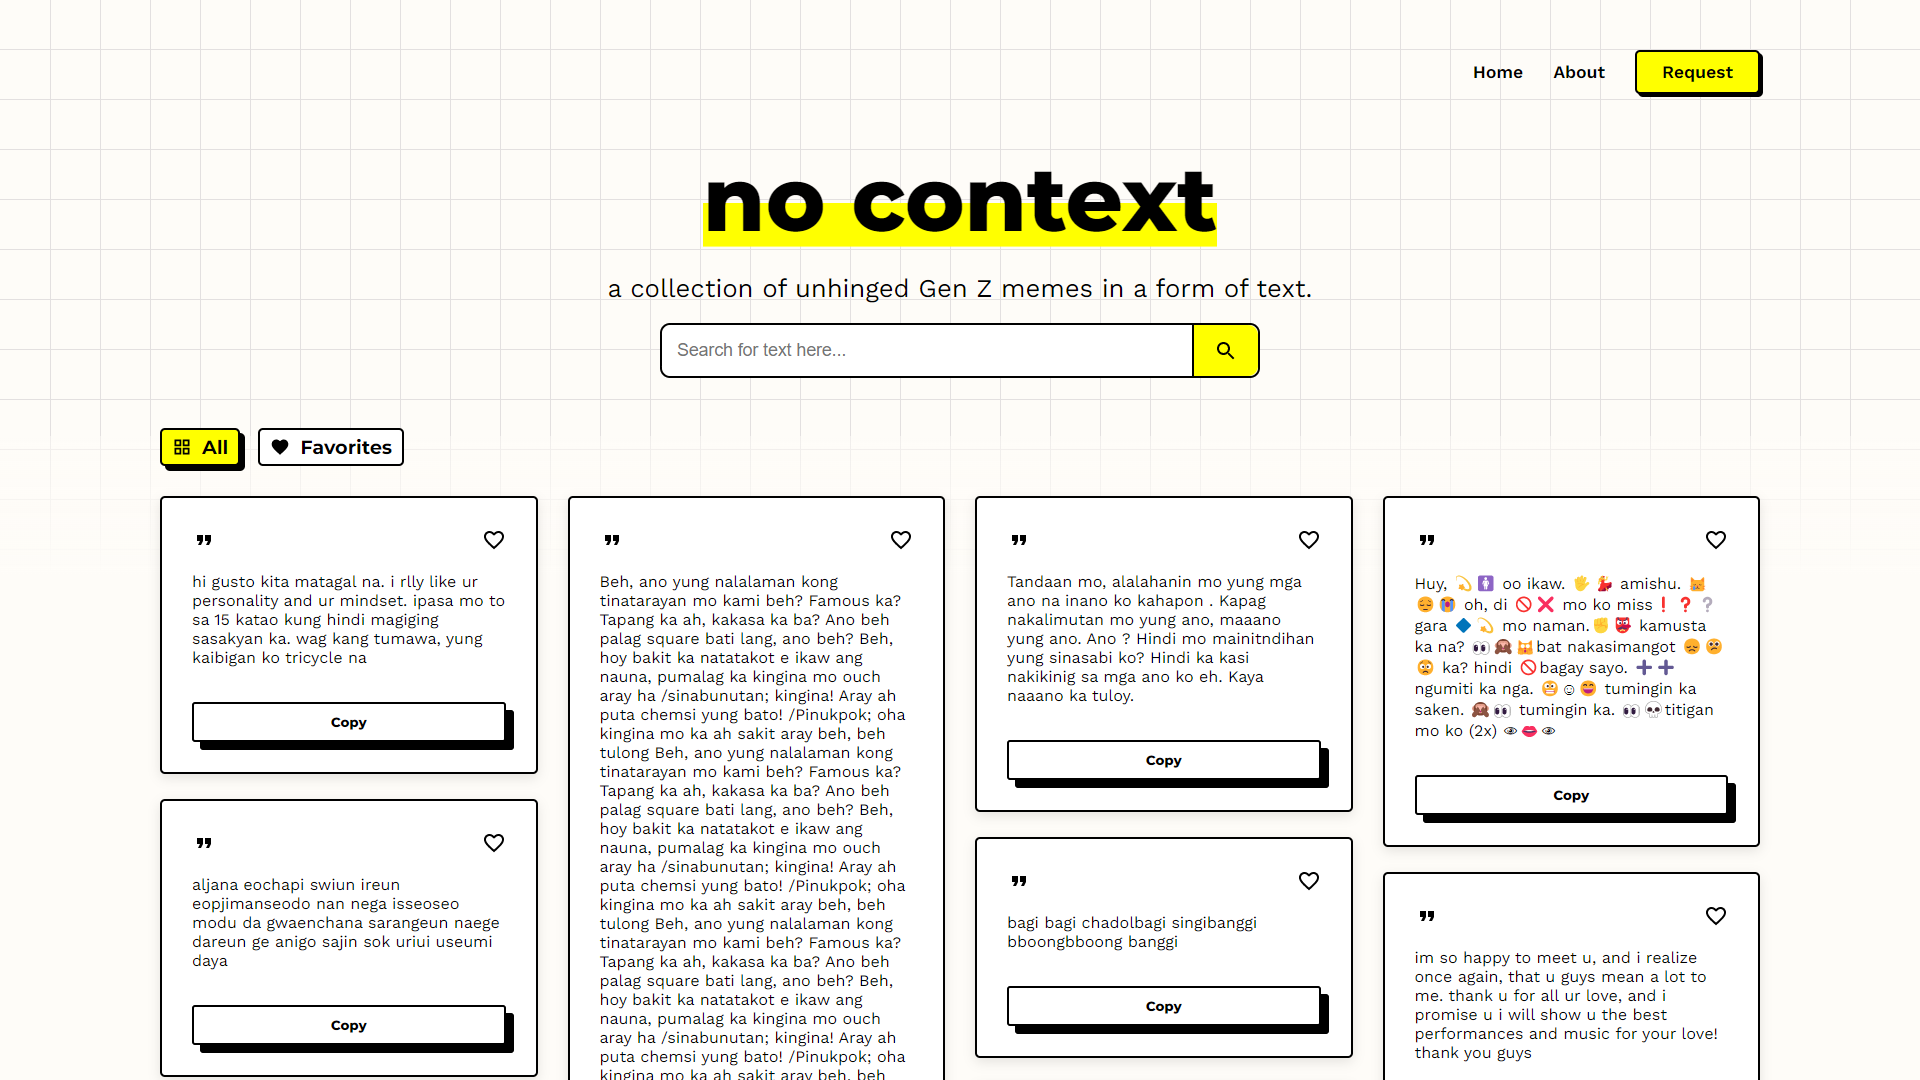 Home About Request
no context
a collection of unhinged Gen Z memes in a form of text.
Search for text here...
All Favorites
hi gusto kita matagal na. i rlly like ur
personality and ur mindset. ipasa mo to
sa 15 katao kung hindi magiging
sasakyan ka. wag kang tumawa, yung
kaibigan ko tricycle na
Copy
aljana eochapi swiun ireun
eopjimanseodo nan nega isseoseo
modu da gwaenchana sarangeun naege
dareun ge anigo sajin sok uriui useumi
daya
Copy
Beh, ano yung nalalaman kong
tinatarayan mo kami beh? Famous ka?
Tapang ka ah, kakasa ka ba? Ano beh
palag square bati lang, ano beh? Beh,
hoy bakit ka natatakot e ikaw ang
nauna, pumalag ka kingina mo ouch
aray ha /sinabunutan; kingina! Aray ah
puta chemsi yung bato! /Pinukpok; oha
kingina mo ka ah sakit aray beh, beh
tulong Beh, ano yung nalalaman kong
tinatarayan mo kami beh? Famous ka?
Tapang ka ah, kakasa ka ba? Ano beh
palag square bati lang, ano beh? Beh,
hoy bakit ka natatakot e ikaw ang
nauna, pumalag ka kingina mo ouch
aray ha /sinabunutan; kingina! Aray ah
puta chemsi yung bato! /Pinukpok; oha
kingina mo ka ah sakit aray beh, beh
tulong Beh, ano yung nalalaman kong
tinatarayan mo kami beh? Famous ka?
Tapang ka ah, kakasa ka ba? Ano beh
palag square bati lang, ano beh? Beh,
hoy bakit ka natatakot e ikaw ang
nauna, pumalag ka kingina mo ouch
aray ha /sinabunutan; kingina! Aray ah
puta chemsi yung bato! /Pinukpok; oha
kingina mo ka ah sakit aray beh, beh
Tandaan mo, alalahanin mo yung mga
ano na inano ko kahapon . Kapag
nakalimutan mo yung ano, maaano
yung ano. Ano ? Hindi mo mainitndihan
yung sinasabi ko? Hindi ka kasi
nakikinig sa mga ano ko eh. Kaya
naaano ka tuloy.
Copy
bagi bagi chadolbagi singibanggi
bboongbboong banggi
Copy
Huy, 💫🚺 oo ikaw. 🖐💃 amishu. 😹
😔😭 oh, di 🚫❌ mo ko miss❗❓❔
gara 🔷💫 mo naman.✊👺 kamusta
ka na? 👀🙈🙀bat nakasimangot 😞😕
😳 ka? hindi 🚫bagay sayo. ➕➕
ngumiti ka nga. 😬☺😄 tumingin ka
saken. 🙈👀 tumingin ka. 👀💀titigan
mo ko (2x) 👁👄👁
Copy
im so happy to meet u, and i realize
once again, that u guys mean a lot to
me. thank u for all ur love, and i
promise u i will show u the best
performances and music for your love!
thank you guys